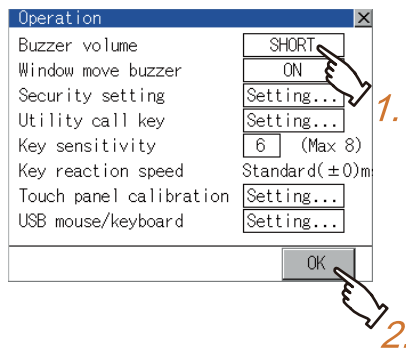 Operation
Buzzer volume SHORT
Window move buzzer ON
Security setting Setting...
Utility call key Setting...
Key sensitivity 6 (Max 8)
Key reaction speed Standard(±0)m
Touch panel calibration Setting...
USB mouse/keyboard Setting...
OK
1.
2.